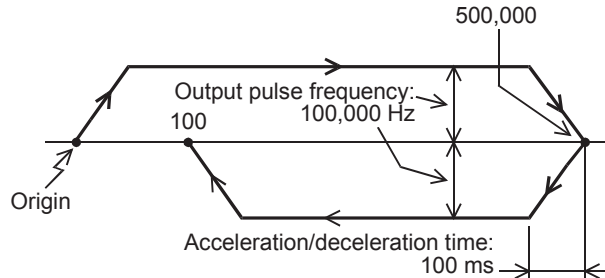 500,000
Output pulse frequency:
100,000 Hz
100
Origin
Acceleration/deceleration time:
100 ms